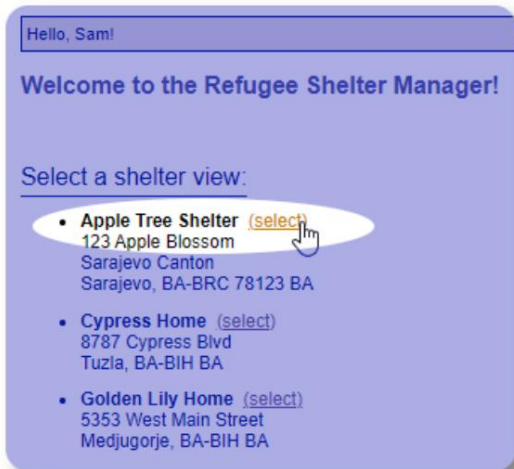 Hello, Sam!
Welcome to the Refugee Shelter Manager!
Select a shelter view:
• Apple Tree Shelter (select)
123 Apple Blossom
Sarajevo Canton
Sarajevo, BA-BRC 78123 BA
• Cypress Home (select)
8787 Cypress Blvd
Tuzla, BA-BIH BA
• Golden Lily Home (select)
5353 West Main Street
Medjugorje, BA-BIH BA